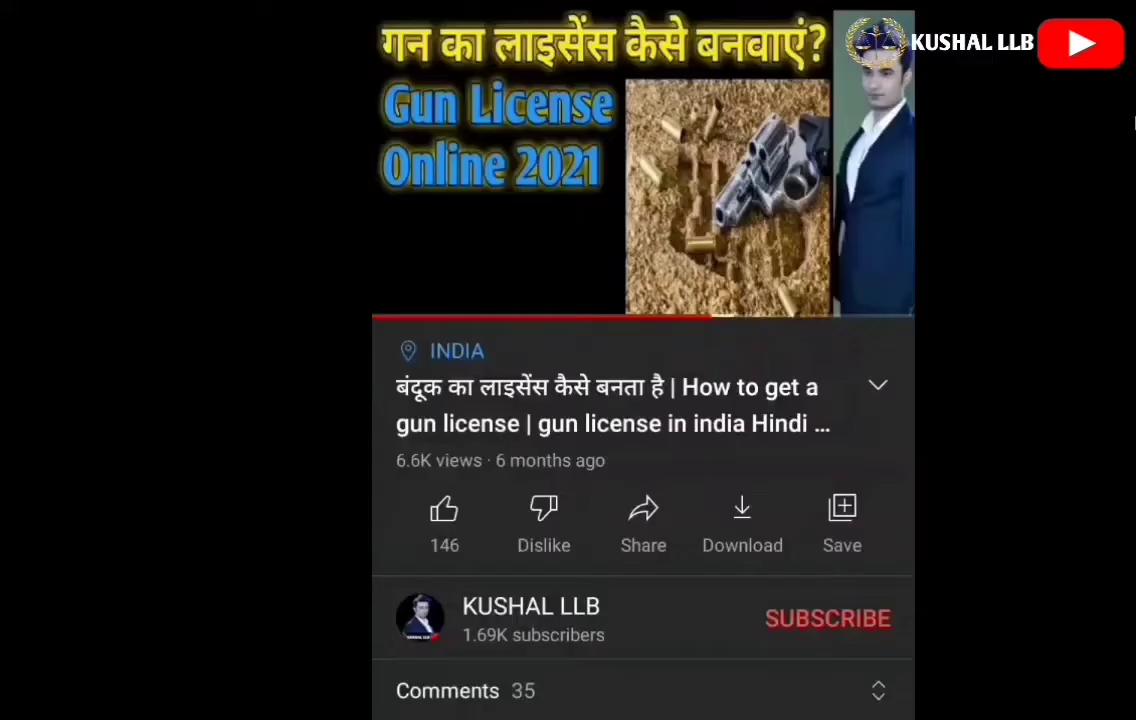 गन का लाइसेंस कैसे बनवाएं?
KUSHAL LLB
Gun License
Online 2021
INDIA
बंदूक का लाइसेंस कैसे बनता है | How to get a
gun license | gun license in india Hindi ...
6.6K views · 6 months ago
146 Dislike Share Download Save
KUSHAL LLB
1.69K subscribers
SUBSCRIBE
Comments 35